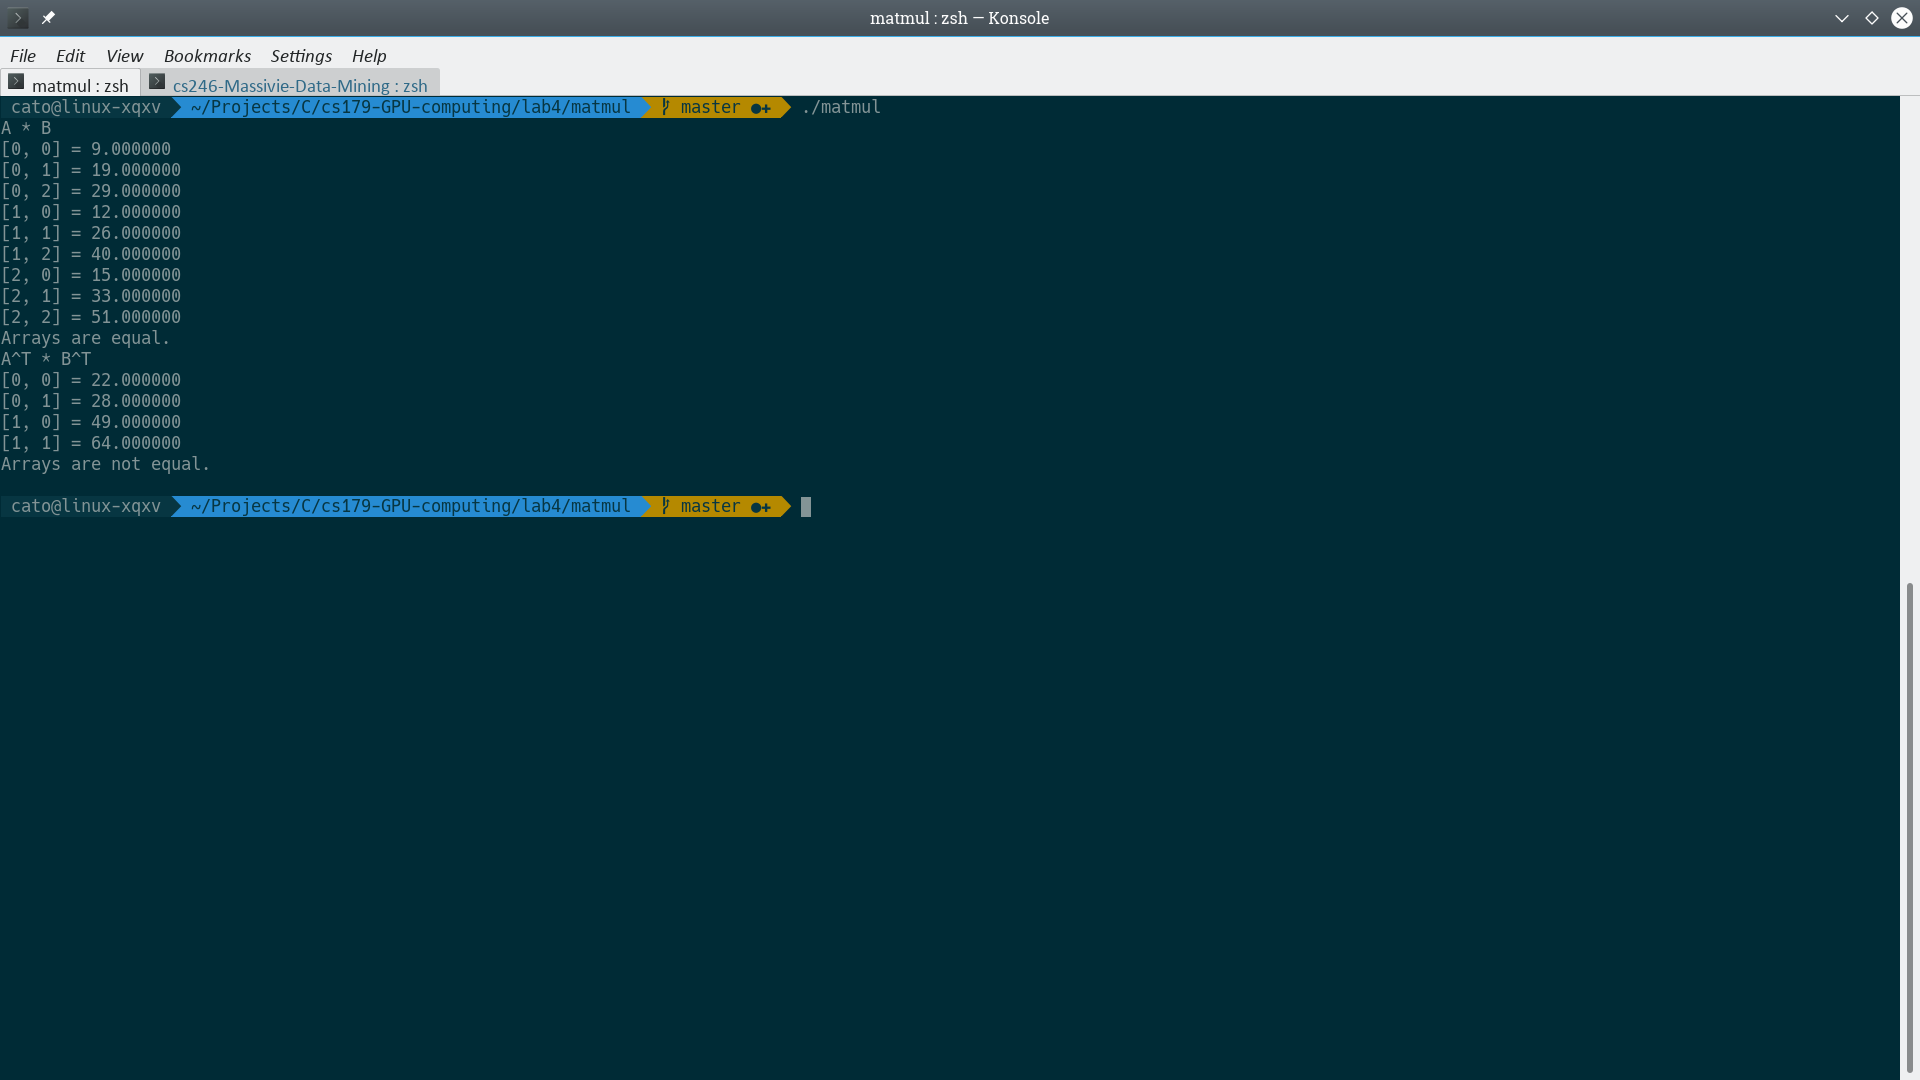 matmul : zsh — Konsole
File Edit View Bookmarks Settings Help
matmul : zsh cs246-Massivie-Data-Mining : zsh
cato@linux-xqxv ~/Projects/C/cs179-GPU-computing/lab4/matmul master ●+ ./matmul
A * B
[0, 0] = 9.000000
[0, 1] = 19.000000
[0, 2] = 29.000000
[1, 0] = 12.000000
[1, 1] = 26.000000
[1, 2] = 40.000000
[2, 0] = 15.000000
[2, 1] = 33.000000
[2, 2] = 51.000000
Arrays are equal.
A^T * B^T
[0, 0] = 22.000000
[0, 1] = 28.000000
[1, 0] = 49.000000
[1, 1] = 64.000000
Arrays are not equal.
cato@linux-xqxv ~/Projects/C/cs179-GPU-computing/lab4/matmul master ●+